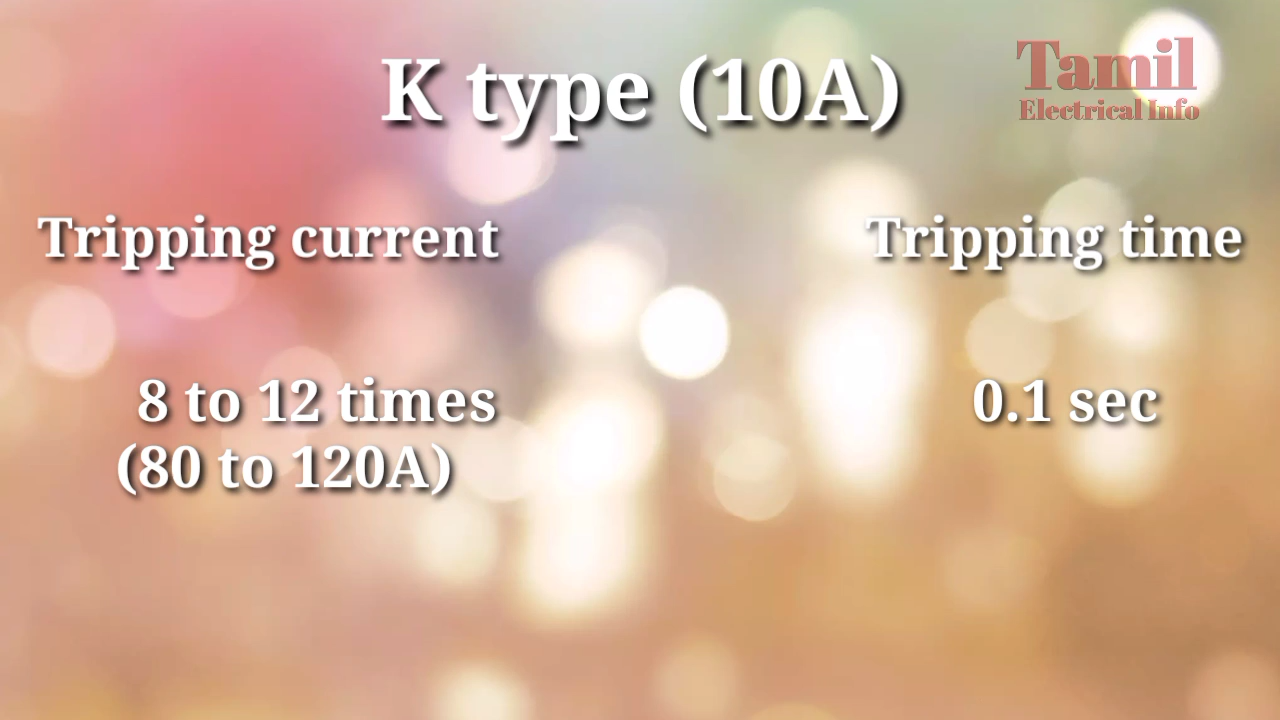 K type (10A)
Tamil
Electrical Info
Tripping current
Tripping time
8 to 12 times
0.1 sec
(80 to 120A)